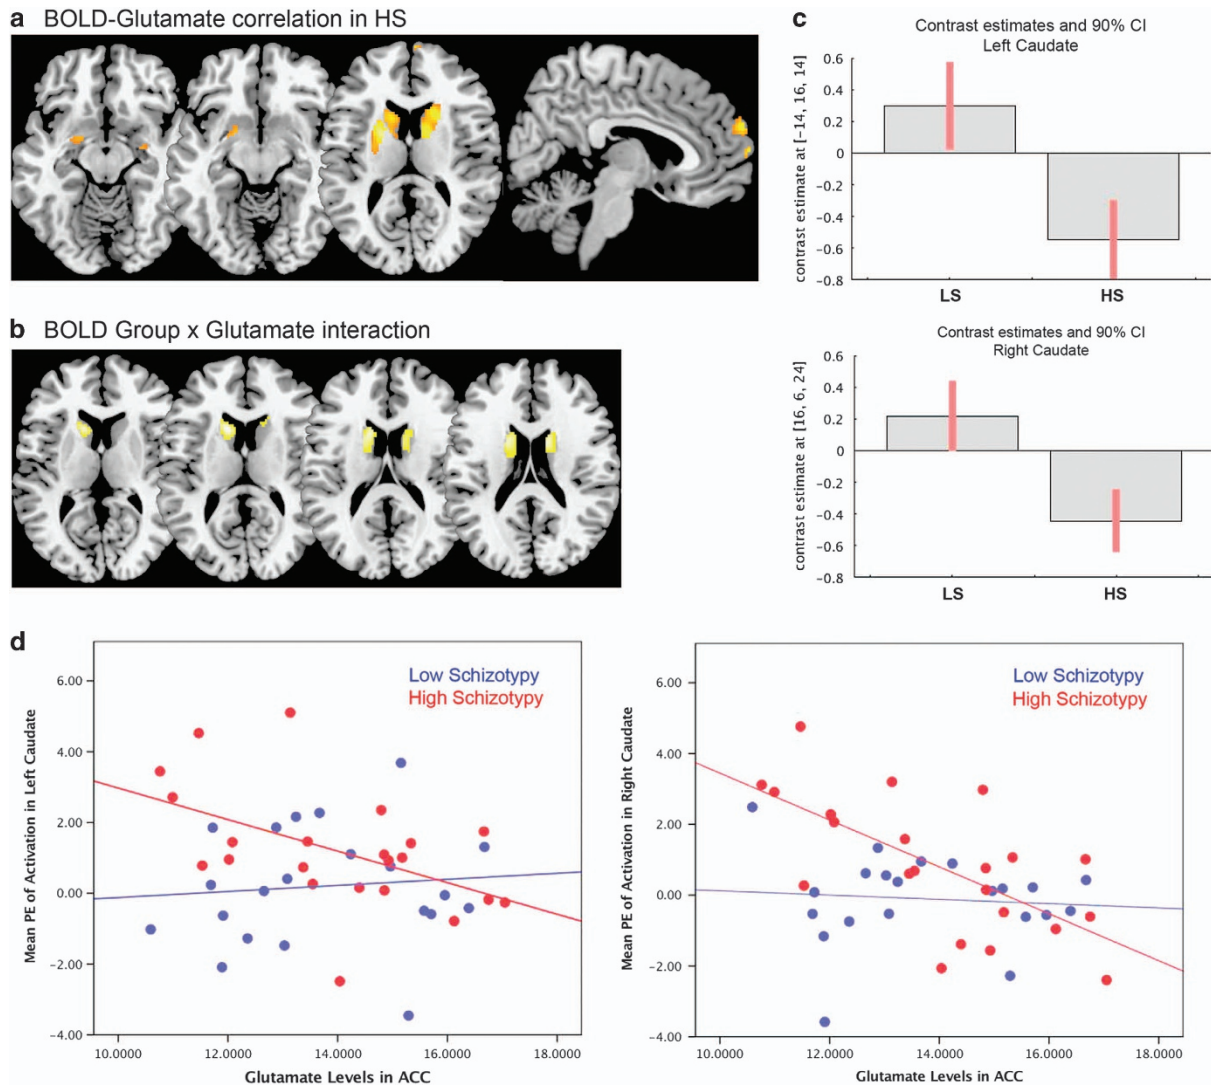 a BOLD-Glutamate correlation in HS
b BOLD Group x Glutamate interaction
c
Contrast estimates and 90% CI
Left Caudate
contrast estimate at [−14, 16, 14]
0.6
0.4
0.2
0
−0.2
−0.4
−0.6
−0.8
LS HS
Contrast estimates and 90% CI
Right Caudate
contrast estimate at [16, 6, 24]
0.6
0.4
0.2
0
−0.2
−0.4
−0.6
−0.8
LS HS
d
Low Schizotypy
High Schizotypy
Mean PE of Activation in Left Caudate
6.00
4.00
2.00
0.00
−2.00
−4.00
10.0000 12.0000 14.0000 16.0000 18.0000
Glutamate Levels in ACC
Low Schizotypy
High Schizotypy
Mean PE of Activation in Right Caudate
6.00
4.00
2.00
0.00
−2.00
−4.00
10.0000 12.0000 14.0000 16.0000 18.0000
Glutamate Levels in ACC